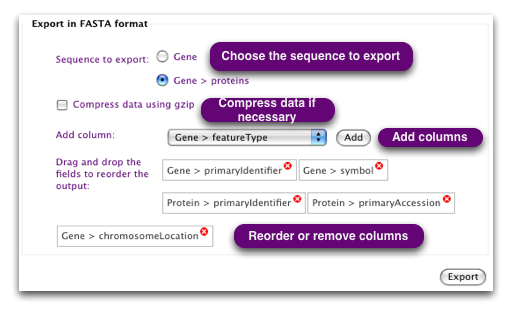 Export in FASTA format
Sequence to export: Gene Choose the sequence to export
Gene > proteins
Compress data using gzip Compress data if necessary
Add column: Gene > featureType Add Add columns
Drag and drop the
fields to reorder the
output:
Gene > primaryIdentifier Gene > symbol
Protein > primaryIdentifier Protein > primaryAccession
Gene > chromosomeLocation Reorder or remove columns
Export